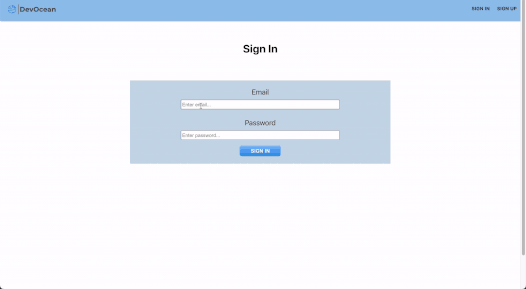 DevOcean
SIGN IN SIGN UP
Sign In
Email
Enter email...
Password
Enter password...
SIGN IN